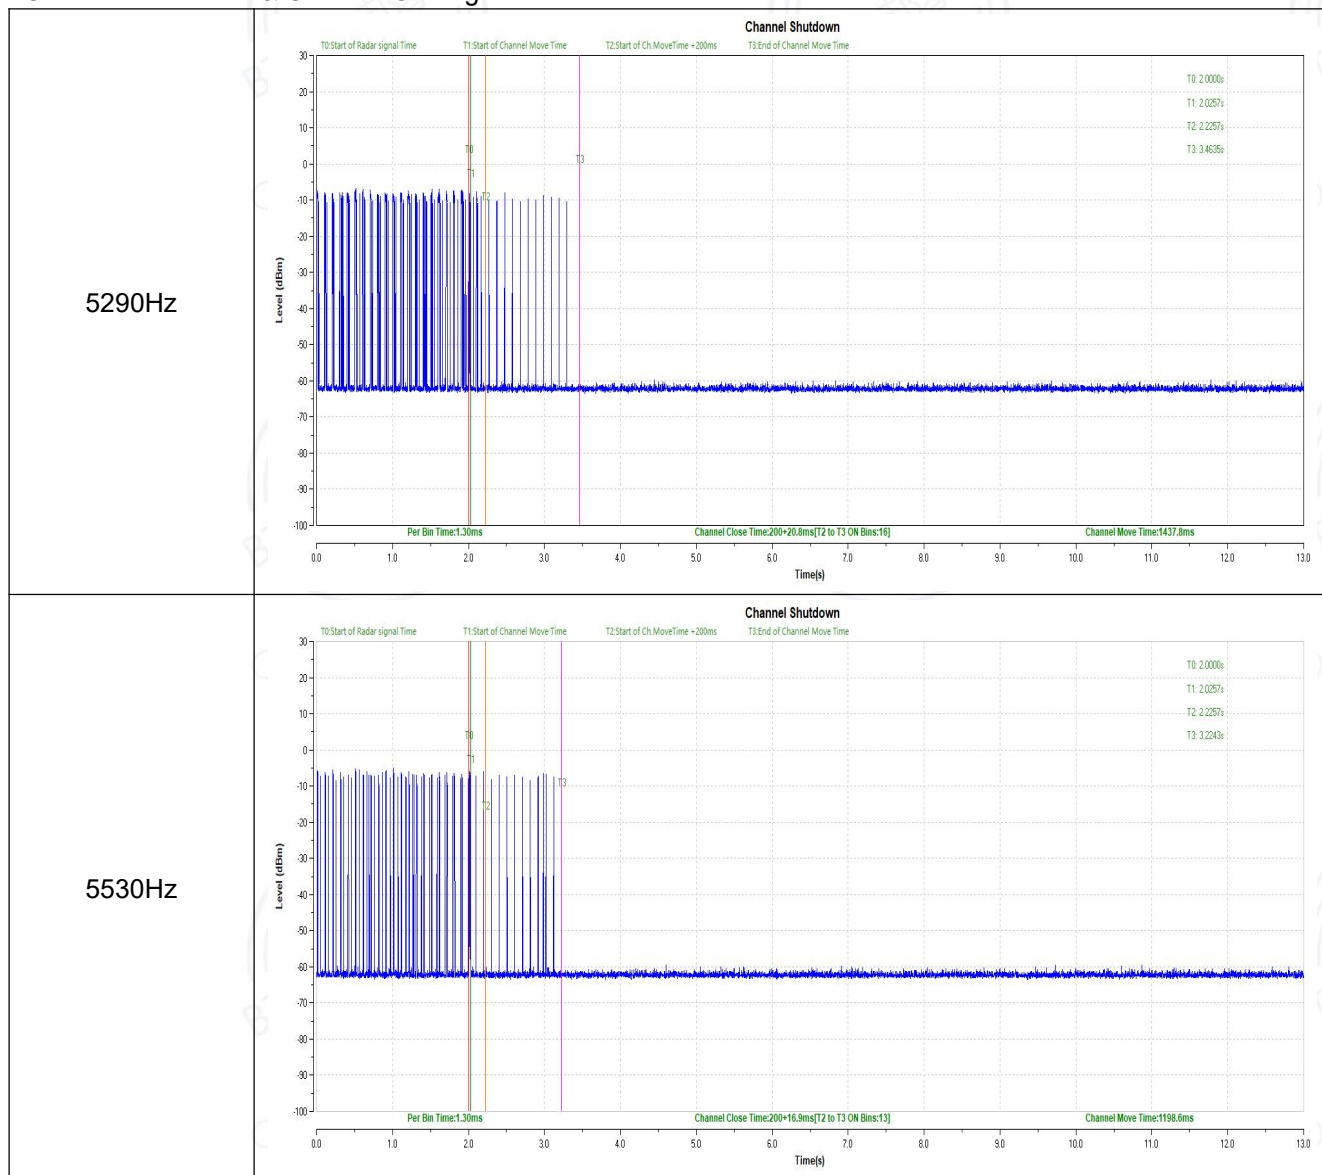 5290Hz
Channel Shutdown
T0:Start of Radar signal Time T1:Start of Channel Move Time T2:Start of Ch.MoveTime +200ms T3:End of Channel Move Time
30
20
10
0
-10
-20
-30
-40
-50
-60
-70
-80
-90
-100
Level (dBm)
T0
T1
T2
T3
T0: 2.0000s
T1: 2.0257s
T2: 2.2257s
T3: 3.4635s
Per Bin Time:1.30ms Channel Close Time:200+20.8ms[T2 to T3 ON Bins:16] Channel Move Time:1437.8ms
0.0 1.0 2.0 3.0 4.0 5.0 6.0 7.0 8.0 9.0 10.0 11.0 12.0 13.0
Time(s)
5530Hz
Channel Shutdown
T0:Start of Radar signal Time T1:Start of Channel Move Time T2:Start of Ch.MoveTime +200ms T3:End of Channel Move Time
30
20
10
0
-10
-20
-30
-40
-50
-60
-70
-80
-90
-100
Level (dBm)
T0
T1
T2
T3
T0: 2.0000s
T1: 2.0257s
T2: 2.2257s
T3: 3.2243s
Per Bin Time:1.30ms Channel Close Time:200+16.9ms[T2 to T3 ON Bins:13] Channel Move Time:1198.6ms
0.0 1.0 2.0 3.0 4.0 5.0 6.0 7.0 8.0 9.0 10.0 11.0 12.0 13.0
Time(s)